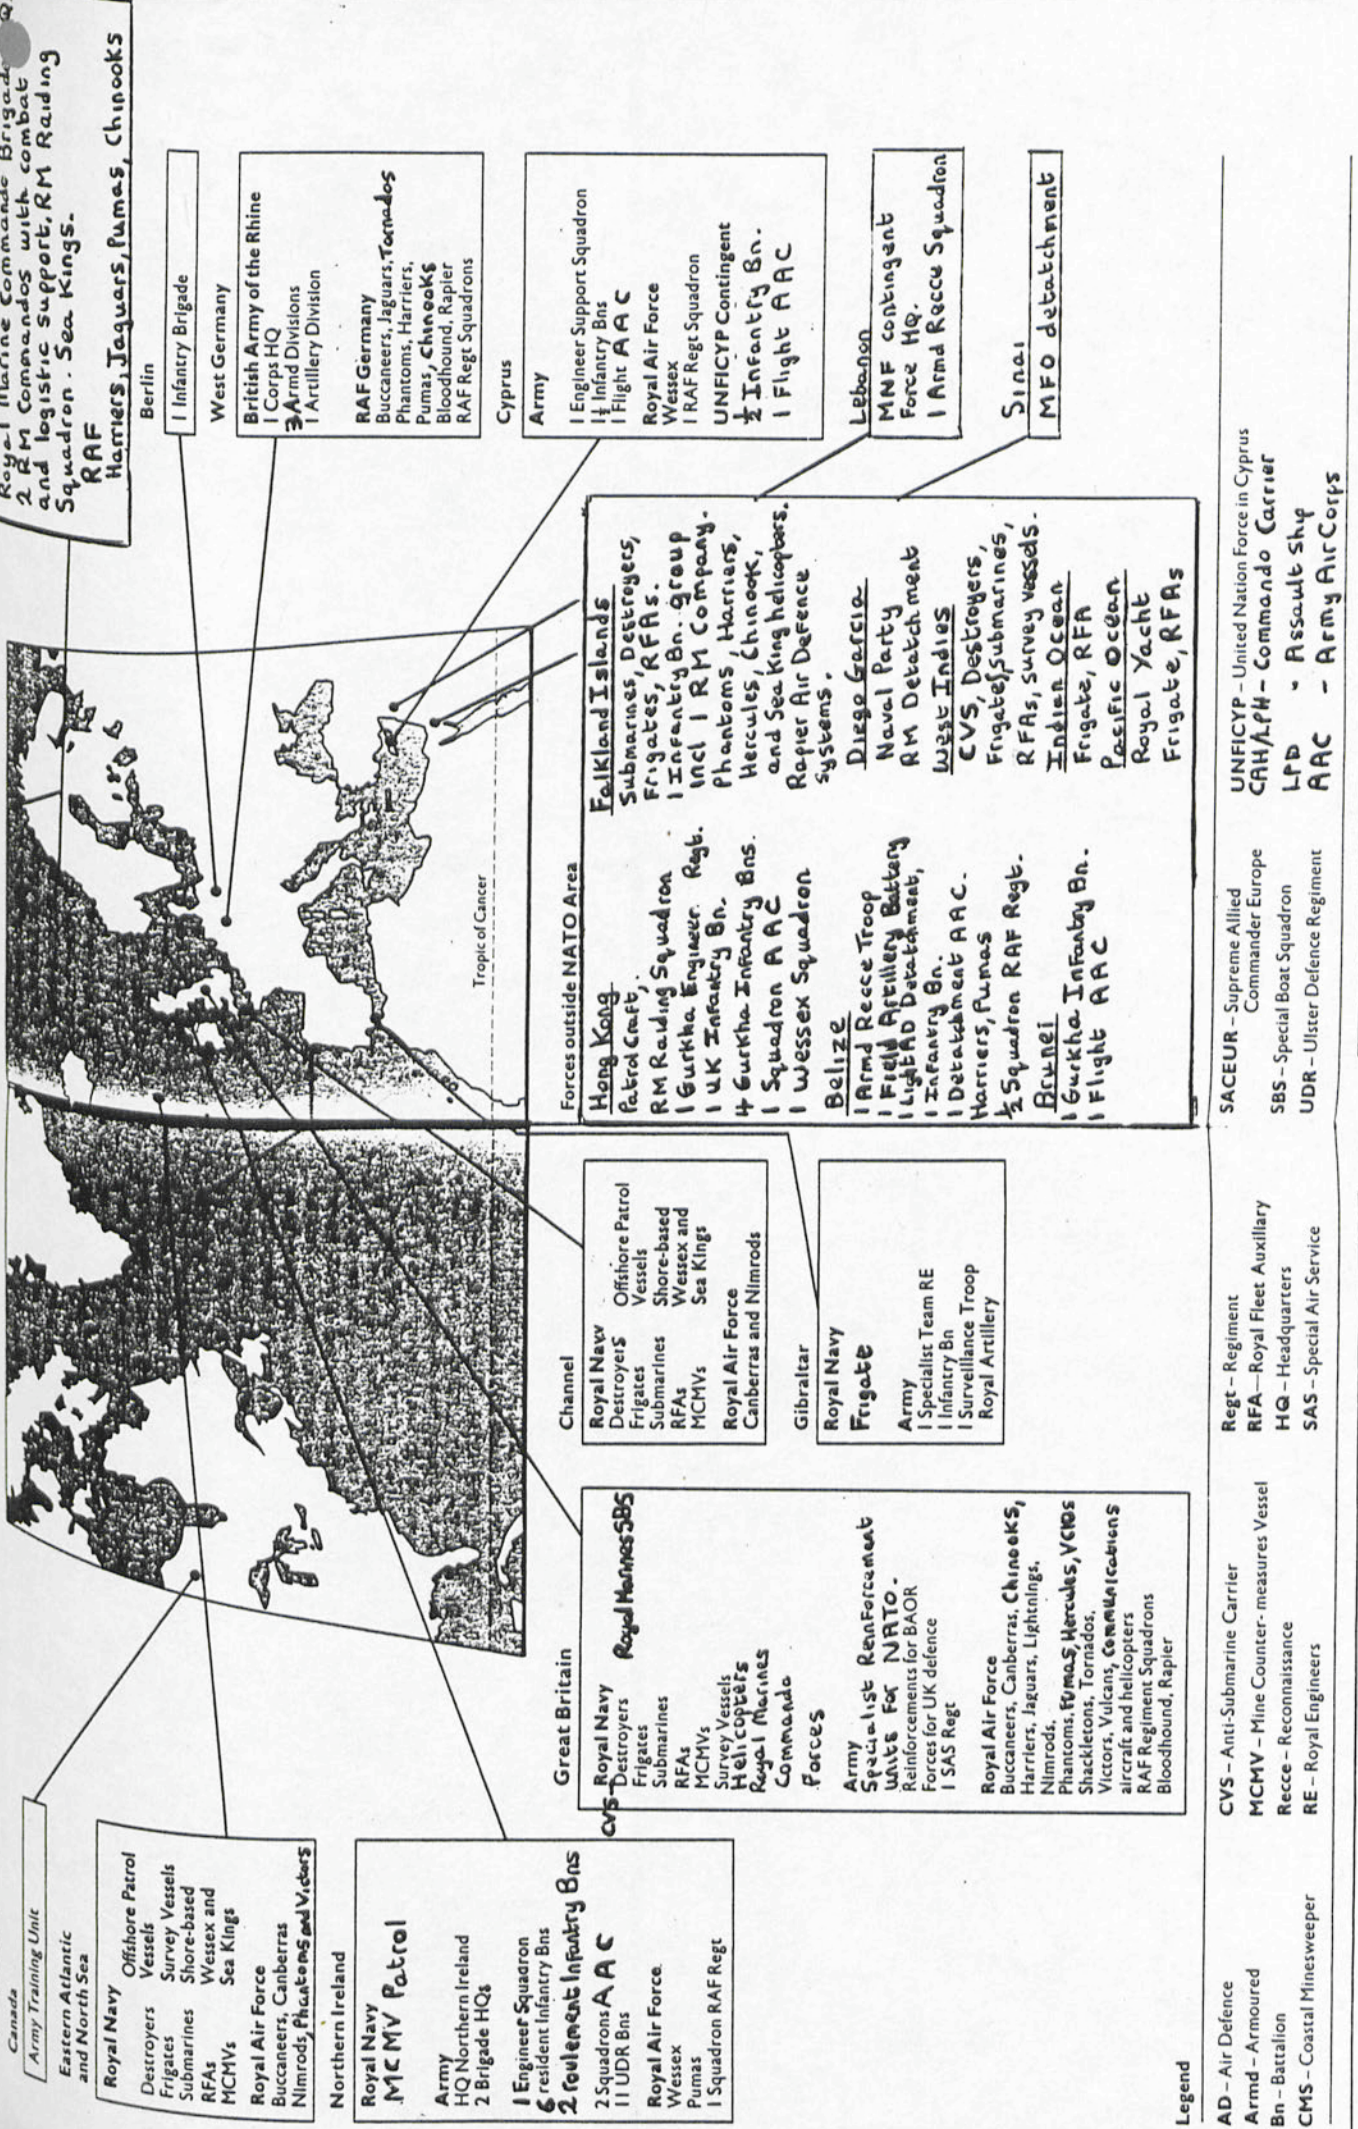 Canada
Army Training Unit
Eastern Atlantic
and North Sea
Royal Navy
Destroyers
Frigates
Submarines
RFAs
MCMVs
Offshore Patrol
Vessels
Survey Vessels
Shore-based
Wessex and
Sea Kings
Royal Air Force
Buccaneers, Canberras
Nimrods, Phantoms and Victors
Northern Ireland
Royal Navy
MCMV Patrol
Army
HQ Northern Ireland
2 Brigade HQs
1 Engineer Squadron
6 resident Infantry Bns
2 roulement Infantry Bns
2 Squadrons AAC
11 UDR Bns
Royal Air Force
Wessex
Pumas
1 Squadron RAF Regt
Great Britain
CVS- Royal Navy
Destroyers
Frigates
Submarines
RFAs
MCMVs
Survey Vessels
Helicopters
Royal Marines
Commando
Forces
Royal Marines SBS
Army
Specialist Reinforcement
units for NATO.
Reinforcements for BAOR
Forces for UK defence
1 SAS Regt
Royal Air Force
Buccaneers, Canberras, Chinooks,
Harriers, Jaguars, Lightnings,
Nimrods,
Phantoms, Pumas, Hercules, VC10s
Shackletons, Tornados,
Victors, Vulcans, Communications
aircraft and helicopters
RAF Regiment Squadrons
Bloodhound, Rapier
Channel
Royal Navy
Destroyers
Frigates
Submarines
RFAs
MCMVs
Offshore Patrol
Vessels
Shore-based
Wessex and
Sea Kings
Royal Air Force
Canberras and Nimrods
Gibraltar
Royal Navy
Frigate
Army
1 Specialist Team RE
1 Infantry Bn
1 Surveillance Troop
Royal Artillery
Tropic of Cancer
Forces outside NATO Area
Hong Kong
Patrol Craft,
RM Raiding Squadron
1 Gurkha Engineer Regt.
1 UK Infantry Bn.
4 Gurkha Infantry Bns.
1 Squadron AAC
1 Wessex Squadron
Belize
1 Armd Recce Troop
1 Field Artillery Battery
1 Light AD Detatchment,
1 Infantry Bn.
1 Detatchment AAC.
Harriers, Pumas
½ Squadron RAF Regt.
Brunei
1 Gurkha Infantry Bn.
1 Flight AAC
Falkland Islands
Submarines, Destroyers,
Frigates, RFAs.
1 Infantry Bn. group
incl 1 RM Company.
Phantoms, Harriers,
Hercules, Chinook,
and Sea King helicopters.
Rapier Air Defence
Systems.
Diego Garcia
Naval Party
RM Detatchment
West Indies
CVS, Destroyers,
Frigates, Submarines,
RFAs, survey vessels.
Indian Ocean
Frigate, RFA
Pacific Ocean
Royal Yacht
Frigate, RFAs
Royal Marine Commando Brigade
2 RM Commandos with combat
and logistic support, RM Raiding
Squadron. Sea Kings.
RAF
Harriers, Jaguars, Pumas, Chinooks
Berlin
1 Infantry Brigade
West Germany
British Army of the Rhine
1 Corps HQ
3 Armd Divisions
1 Artillery Division
RAF Germany
Buccaneers, Jaguars, Tornados
Phantoms, Harriers,
Pumas, Chinooks
Bloodhound, Rapier
RAF Regt Squadrons
Cyprus
Army
1 Engineer Support Squadron
1½ Infantry Bns
1 Flight AAC
Royal Air Force
Wessex
1 RAF Regt Squadron
UNFICYP Contingent
½ Infantry Bn.
1 Flight AAC
Lebanon
MNF contingent
Force HQ.
1 Armd Recce Squadron
Sinai
MFO detatchment
Legend
AD – Air Defence
Armd – Armoured
Bn – Battalion
CMS – Coastal Minesweeper
CVS – Anti-Submarine Carrier
MCMV – Mine Counter-measures Vessel
Recce – Reconnaissance
RE – Royal Engineers
Regt – Regiment
RFA—Royal Fleet Auxiliary
HQ – Headquarters
SAS – Special Air Service
SACEUR – Supreme Allied
Commander Europe
SBS – Special Boat Squadron
UDR – Ulster Defence Regiment
UNFICYP – United Nation Force in Cyprus
CAH/LPH – Commando Carrier
LPD - Assault Ship
AAC - Army Air Corps